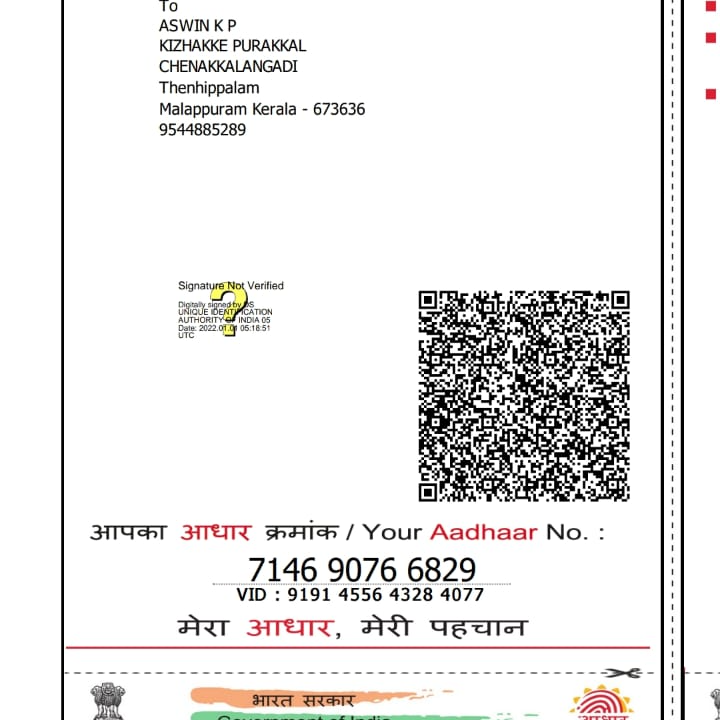 To
ASWIN K P
KIZHAKKE PURAKKAL
CHENAKKALANGADI
Thenhippalam
Malappuram Kerala - 673636
9544885289
Signature Not Verified
Digitally signed by DS
UNIQUE IDENTIFICATION
AUTHORITY OF INDIA 05
Date: 2022.01.01 05:18:51
UTC
आपका आधार क्रमांक / Your Aadhaar No. :
7146 9076 6829
VID : 9191 4556 4328 4077
मेरा आधार, मेरी पहचान
भारत सरकार
Government of India
आधार